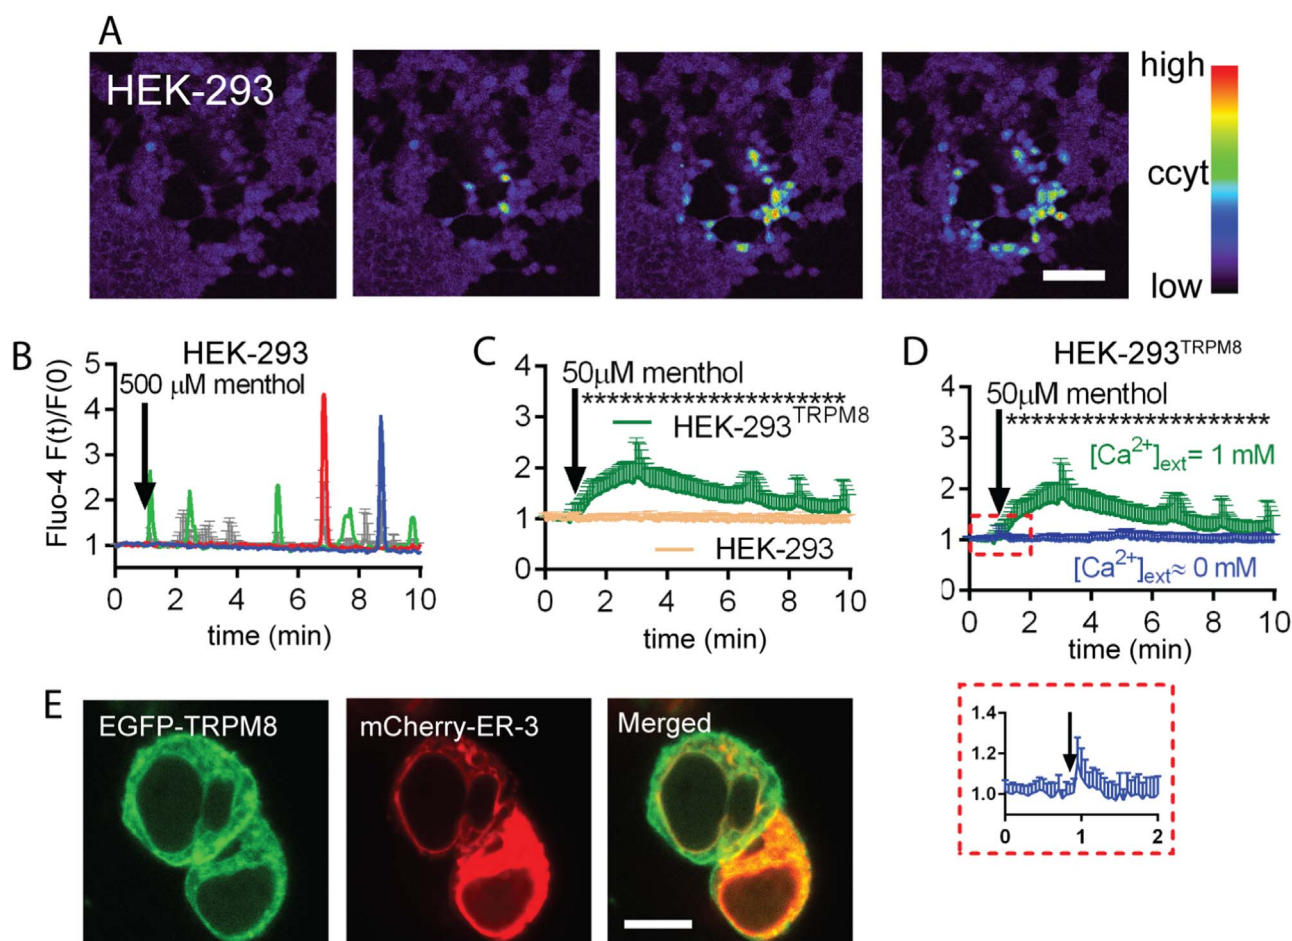 A
HEK-293
high
ccyt
low
B
HEK-293
500 μM menthol
Fluo-4 F(t)/F(0)
5
4
3
2
1
0 2 4 6 8 10
time (min)
C
50μM menthol
********************
HEK-293TRPM8
HEK-293
4
3
2
1
0
0 2 4 6 8 10
time (min)
D
HEK-293TRPM8
50μM menthol
********************
[Ca2+]ext= 1 mM
[Ca2+]ext≈ 0 mM
4
3
2
1
0
0 2 4 6 8 10
time (min)
1.4
1.2
1.0
0 1 2
E
EGFP-TRPM8
mCherry-ER-3
Merged